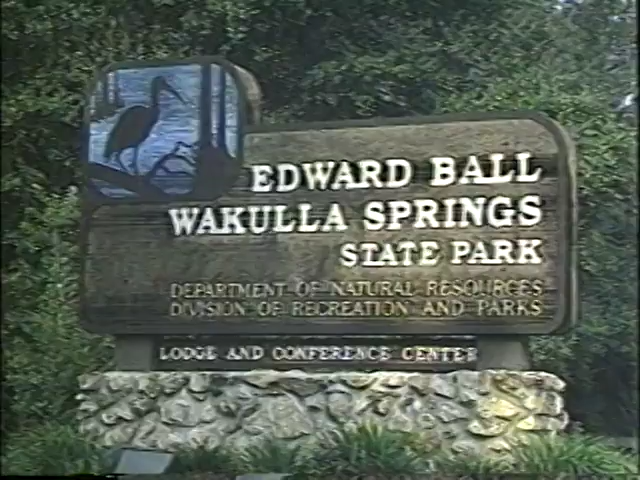 EDWARD BALL
WAKULLA SPRINGS
STATE PARK
DEPARTMENT OF NATURAL RESOURCES
DIVISION OF RECREATION AND PARKS
LODGE AND CONFERENCE CENTER